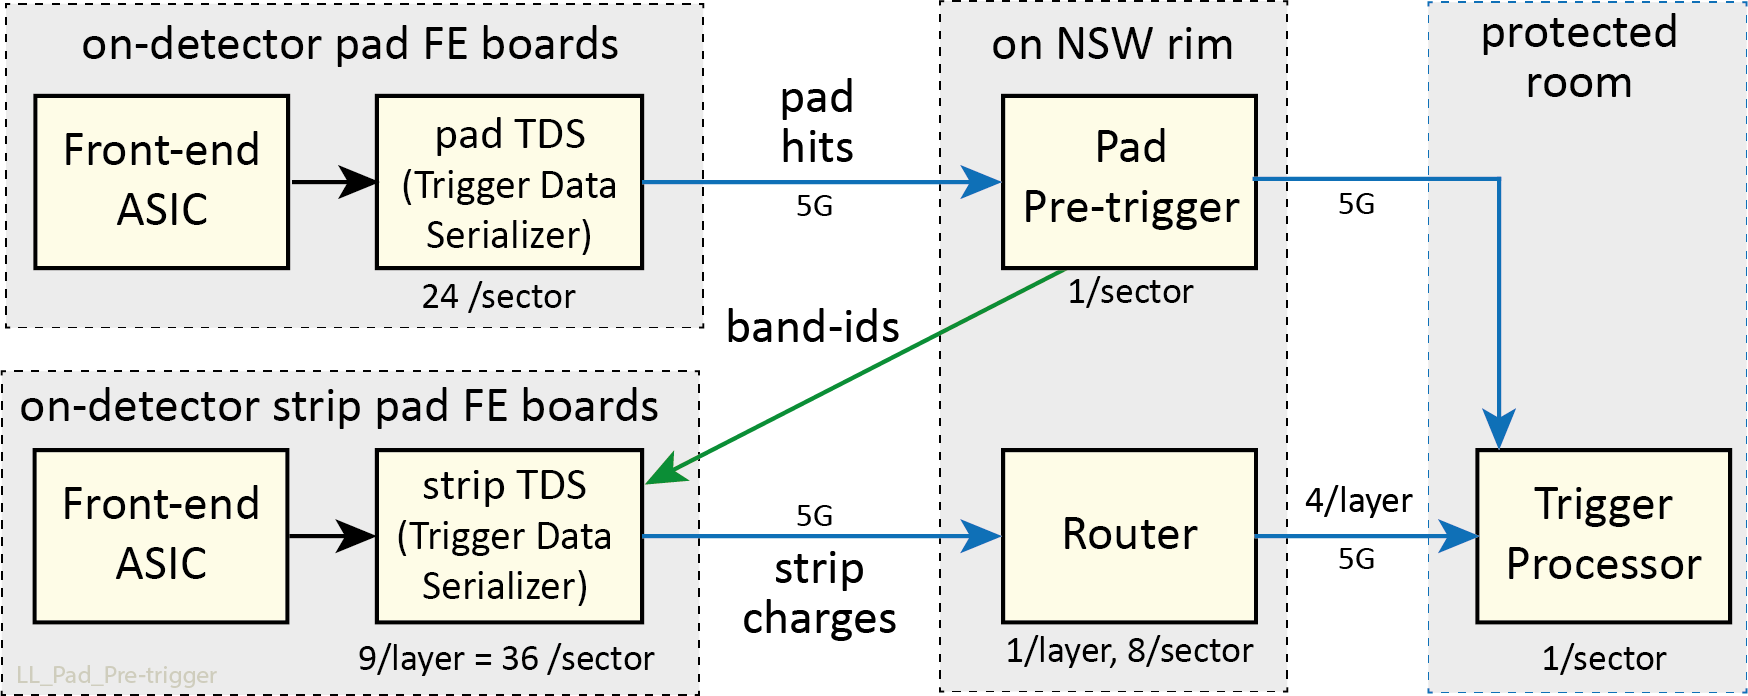 on-detector pad FE boards
Front-end
ASIC
pad TDS
(Trigger Data
Serializer)
24 /sector
pad
hits
5G
on NSW rim
Pad
Pre-trigger
1/sector
5G
protected
room
band-ids
on-detector strip pad FE boards
Front-end
ASIC
strip TDS
(Trigger Data
Serializer)
9/layer = 36 /sector
LL_Pad_Pre-trigger
5G
strip
charges
Router
1/layer, 8/sector
4/layer
5G
Trigger
Processor
1/sector